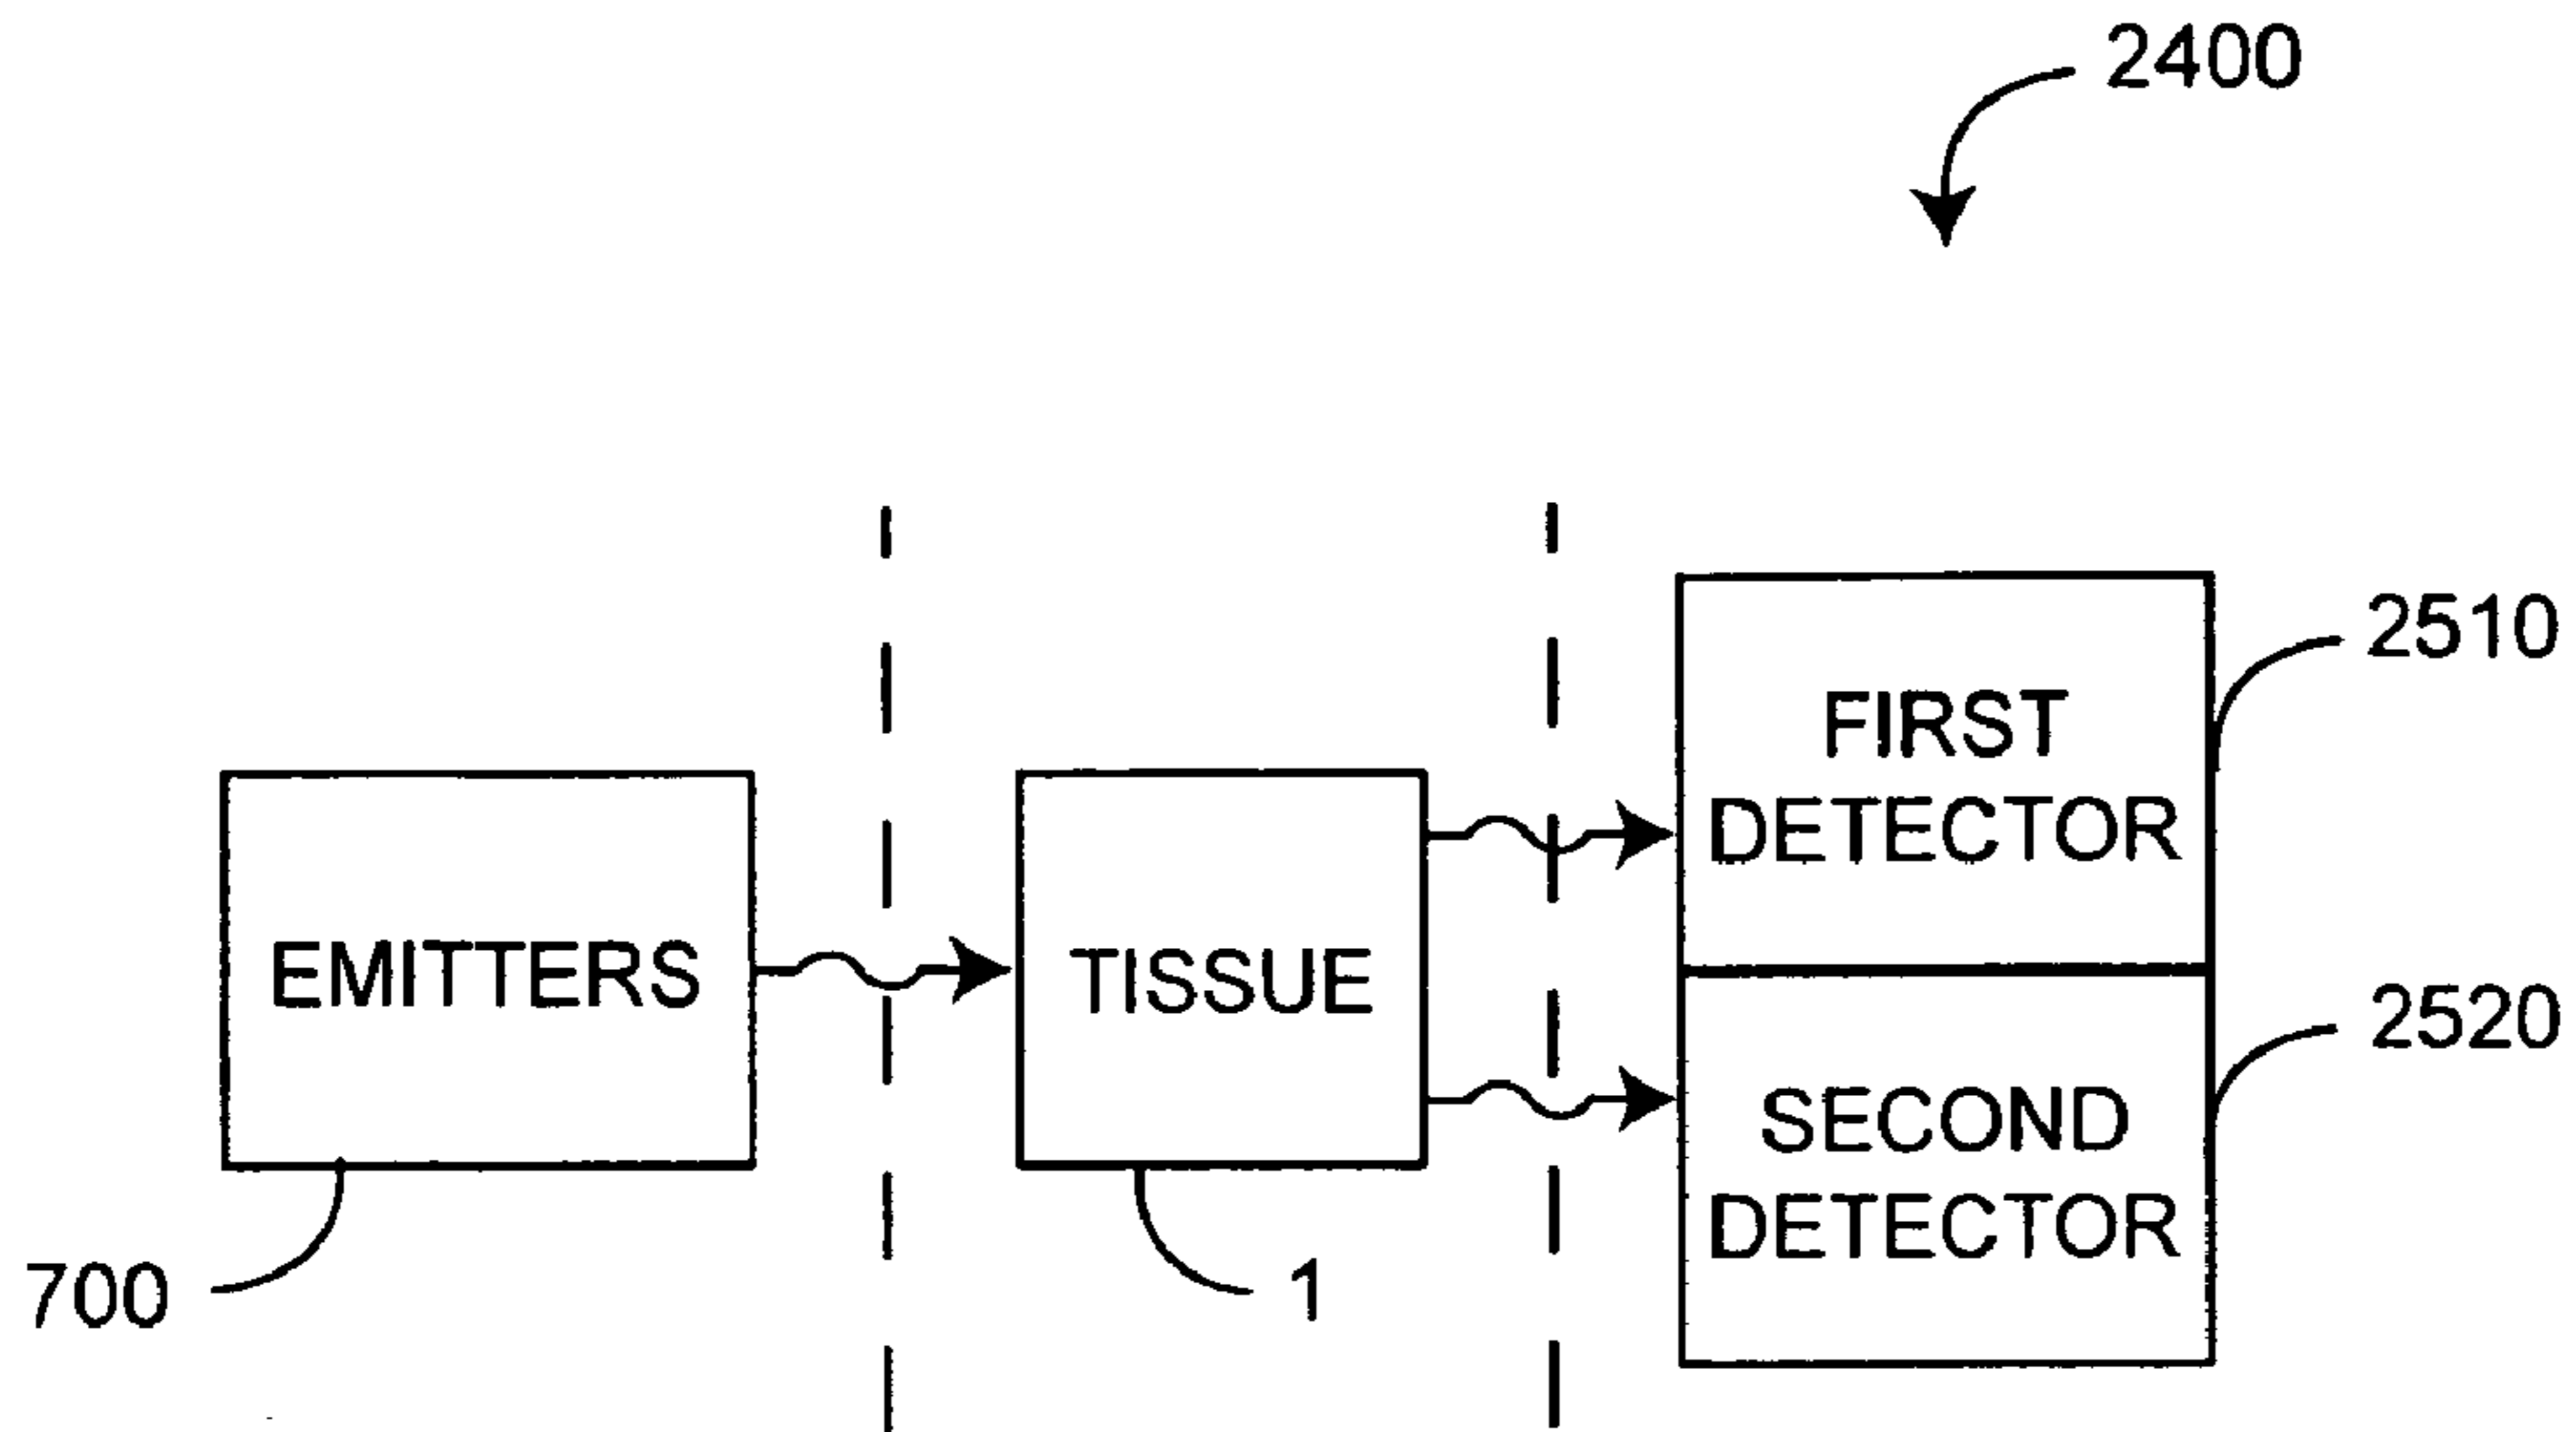 2400
FIRST
DETECTOR
2510
EMITTERS
TISSUE
SECOND
DETECTOR
2520
700
1